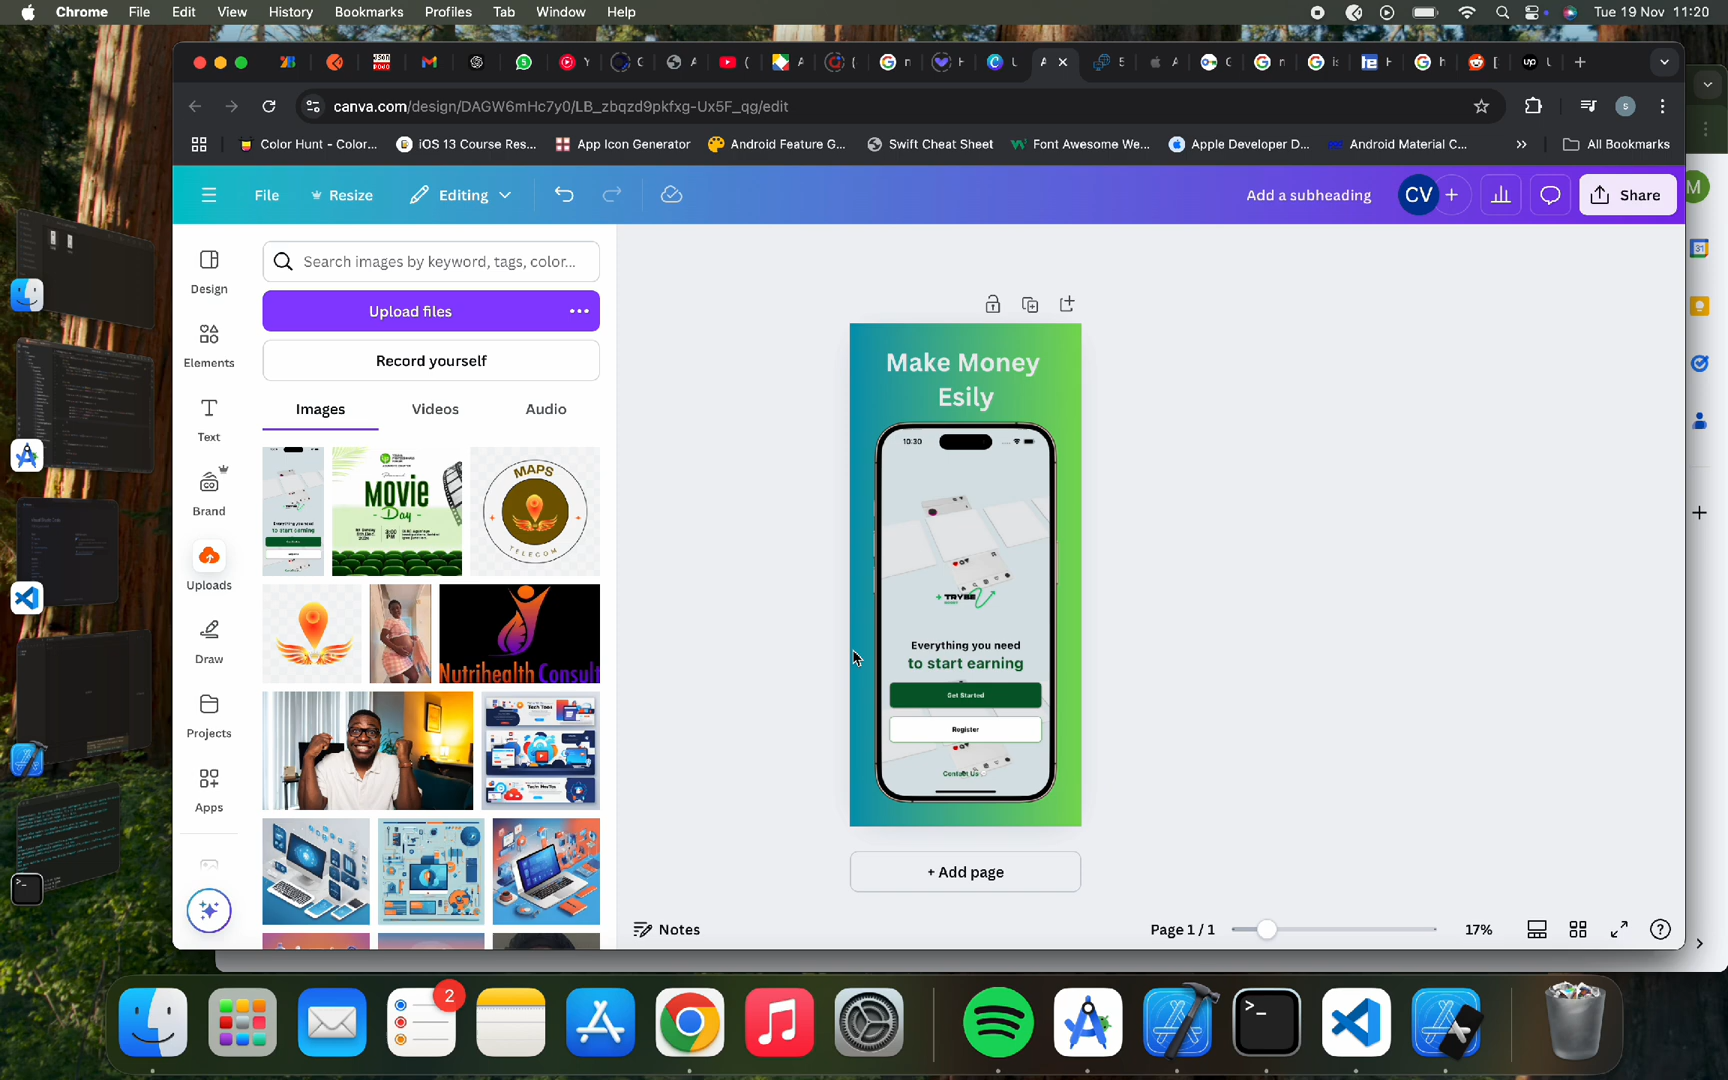 Chrome File Edit View History Bookmarks Profiles Tab Window Help
Tue 19 Nov 11:20
canva.com/design/DAGW6mHc7y0/LB_zbqzd9pkfxg-Ux5F_qg/edit
Color Hunt - Color...
iOS 13 Course Res...
App Icon Generator
Android Feature G...
Swift Cheat Sheet
Font Awesome We...
Apple Developer D...
Android Material C...
All Bookmarks
File
Resize
Editing
Add a subheading
CV
Share
M
Design
Elements
Text
Brand
Uploads
Draw
Projects
Apps
Search images by keyword, tags, color...
Upload files
Record yourself
Images
Videos
Audio
MOVIE
Day
MAPS
TELECOM
Nutrihealth Consult
Make Money
Esily
10:30
TRYBE
Everything you need
to start earning
Get Started
Register
Contact Us
+ Add page
Notes
Page 1 / 1
17%
2